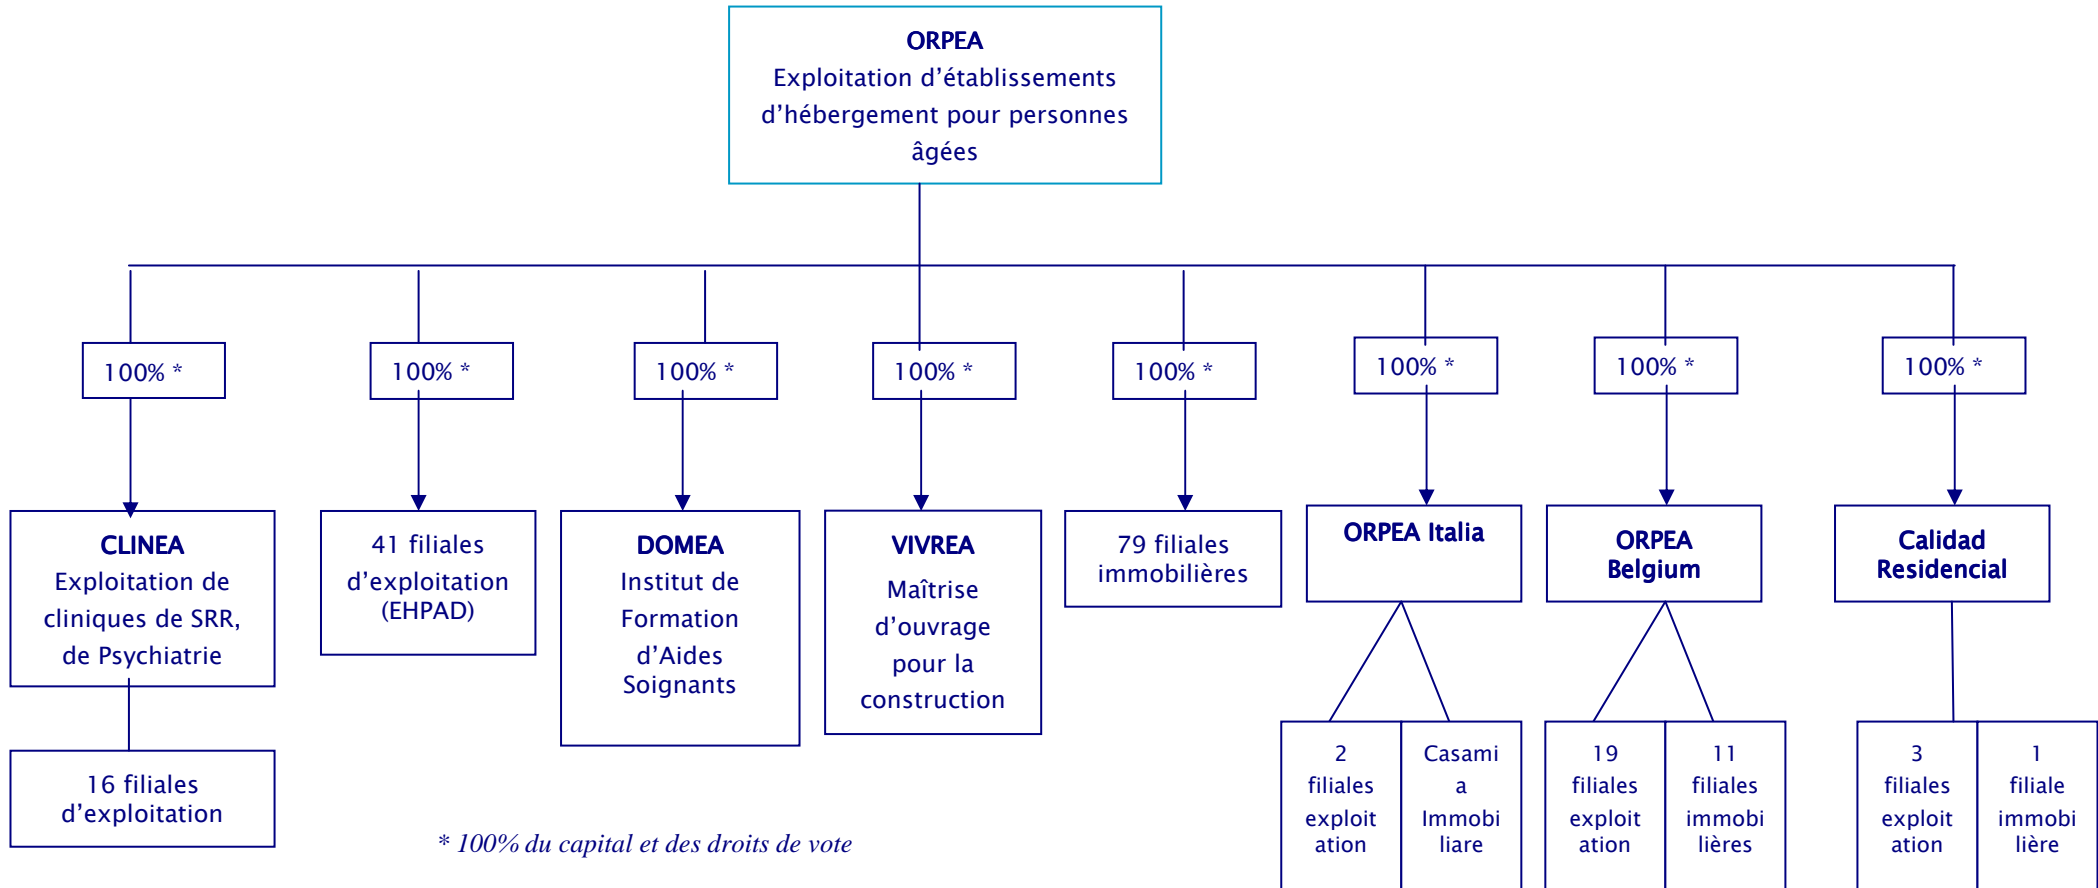 ORPEA
Exploitation d'établissements
d'hébergement pour personnes
âgées
100% *
100% *
100% *
100% *
100% *
100% *
100% *
100% *
CLINEA
Exploitation de
cliniques de SRR,
de Psychiatrie
41 filiales
d'exploitation
(EHPAD)
DOMEA
Institut de
Formation
d'Aides
Soignants
VIVREA
Maîtrise
d'ouvrage
pour la
construction
79 filiales
immobilières
ORPEA Italia
ORPEA
Belgium
Calidad
Residencial
16 filiales
d'exploitation
2
filiales
exploit
ation
Casami
a
Immobi
liare
19
filiales
exploit
ation
11
filiales
immobi
lières
3
filiales
exploit
ation
1
filiale
immobi
lière
* 100% du capital et des droits de vote